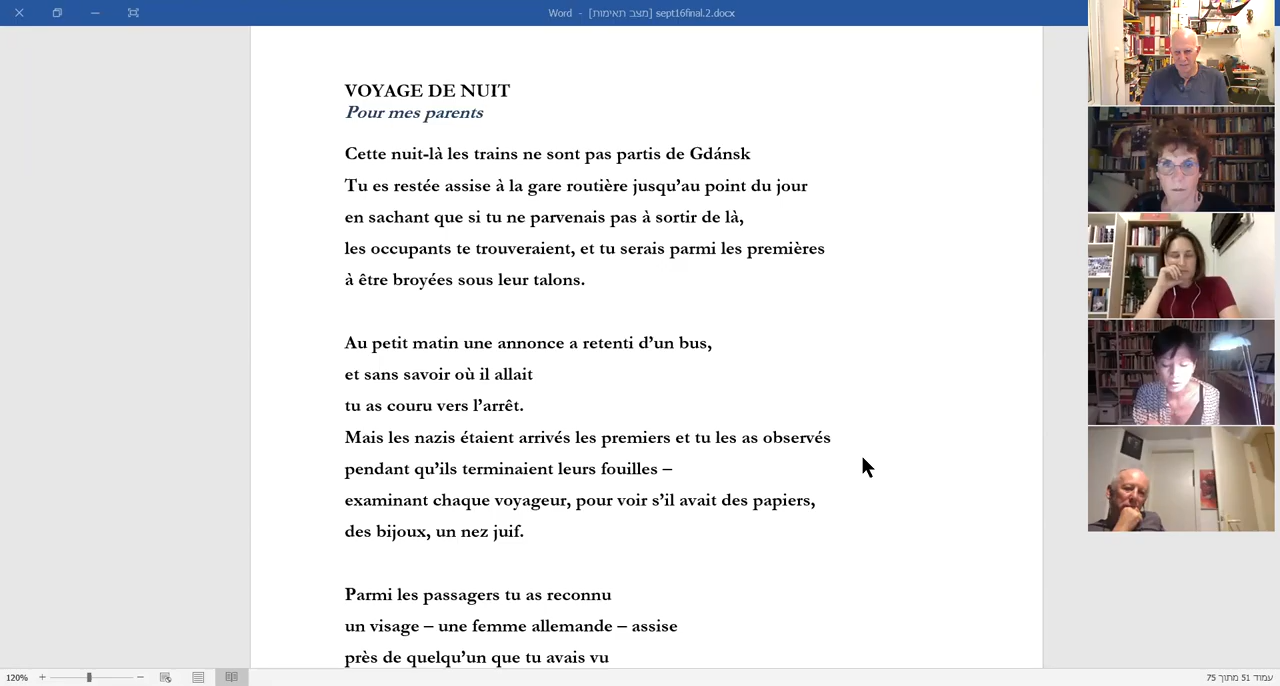 Word - [מצב תאימות] sept16final.2.docx
VOYAGE DE NUIT
Pour mes parents
Cette nuit-là les trains ne sont pas partis de Gdánsk
Tu es restée assise à la gare routière jusqu’au point du jour
en sachant que si tu ne parvenais pas à sortir de là,
les occupants te trouveraient, et tu serais parmi les premières
à être broyées sous leur talons.
Au petit matin une annonce a retenti d’un bus,
et sans savoir où il allait
tu as couru vers l’arrêt.
Mais les nazis étaient arrivés les premiers et tu les as observés
pendant qu’ils terminaient leurs fouilles –
examinant chaque voyageur, pour voir s’il avait des papiers,
des bijoux, un nez juif.
Parmi les passagers tu as reconnu
un visage – une femme allemande – assise
près de quelqu’un que tu avais vu
120%
עמוד 51 מתוך 75